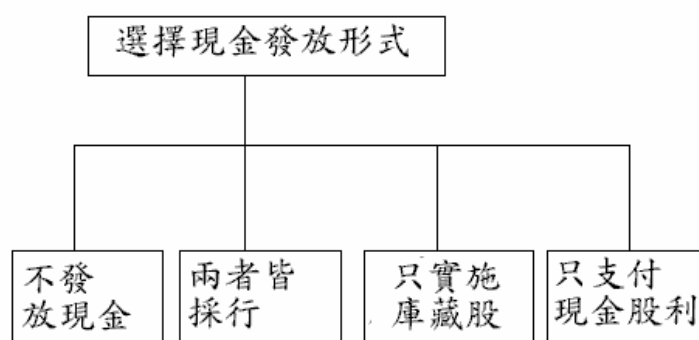 選擇現金發放形式
不發
放現金
兩者皆
採行
只實施
庫藏股
只支付
現金股利